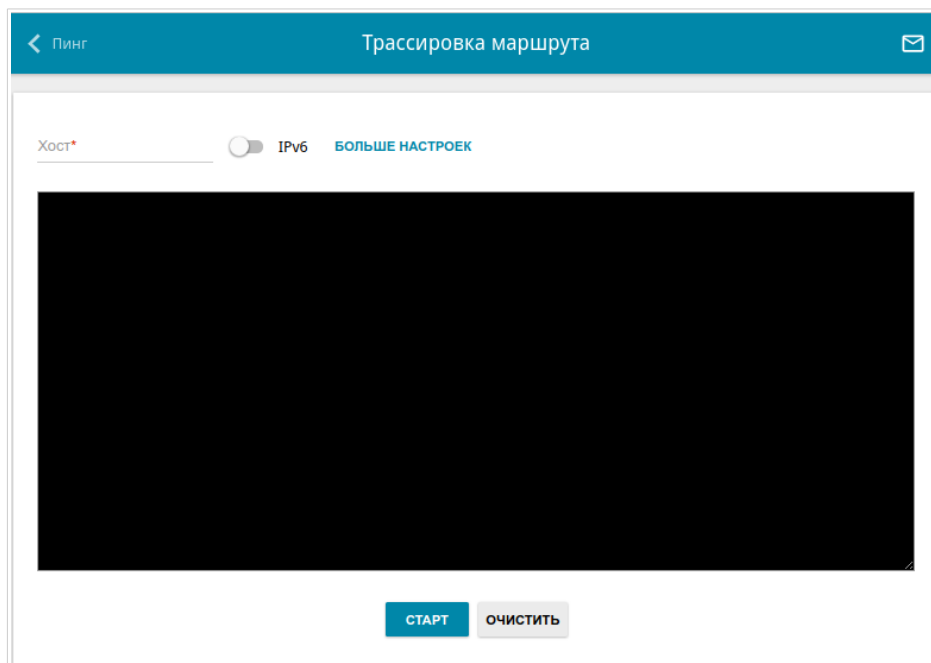 Пинг
Трассировка маршрута
Хост*
IPv6
БОЛЬШЕ НАСТРОЕК
СТАРТ
ОЧИСТИТЬ